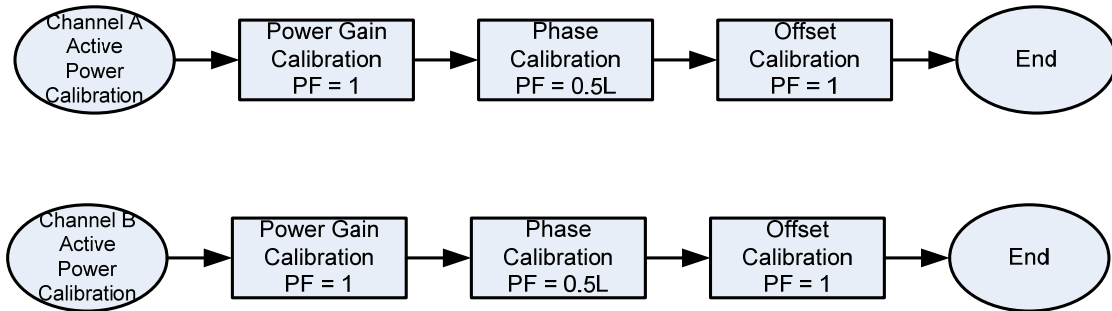 Channel A
Active
Power
Calibration
Power Gain
Calibration
PF = 1
Phase
Calibration
PF = 0.5L
Offset
Calibration
PF = 1
End
Channel B
Active
Power
Calibration
Power Gain
Calibration
PF = 1
Phase
Calibration
PF = 0.5L
Offset
Calibration
PF = 1
End